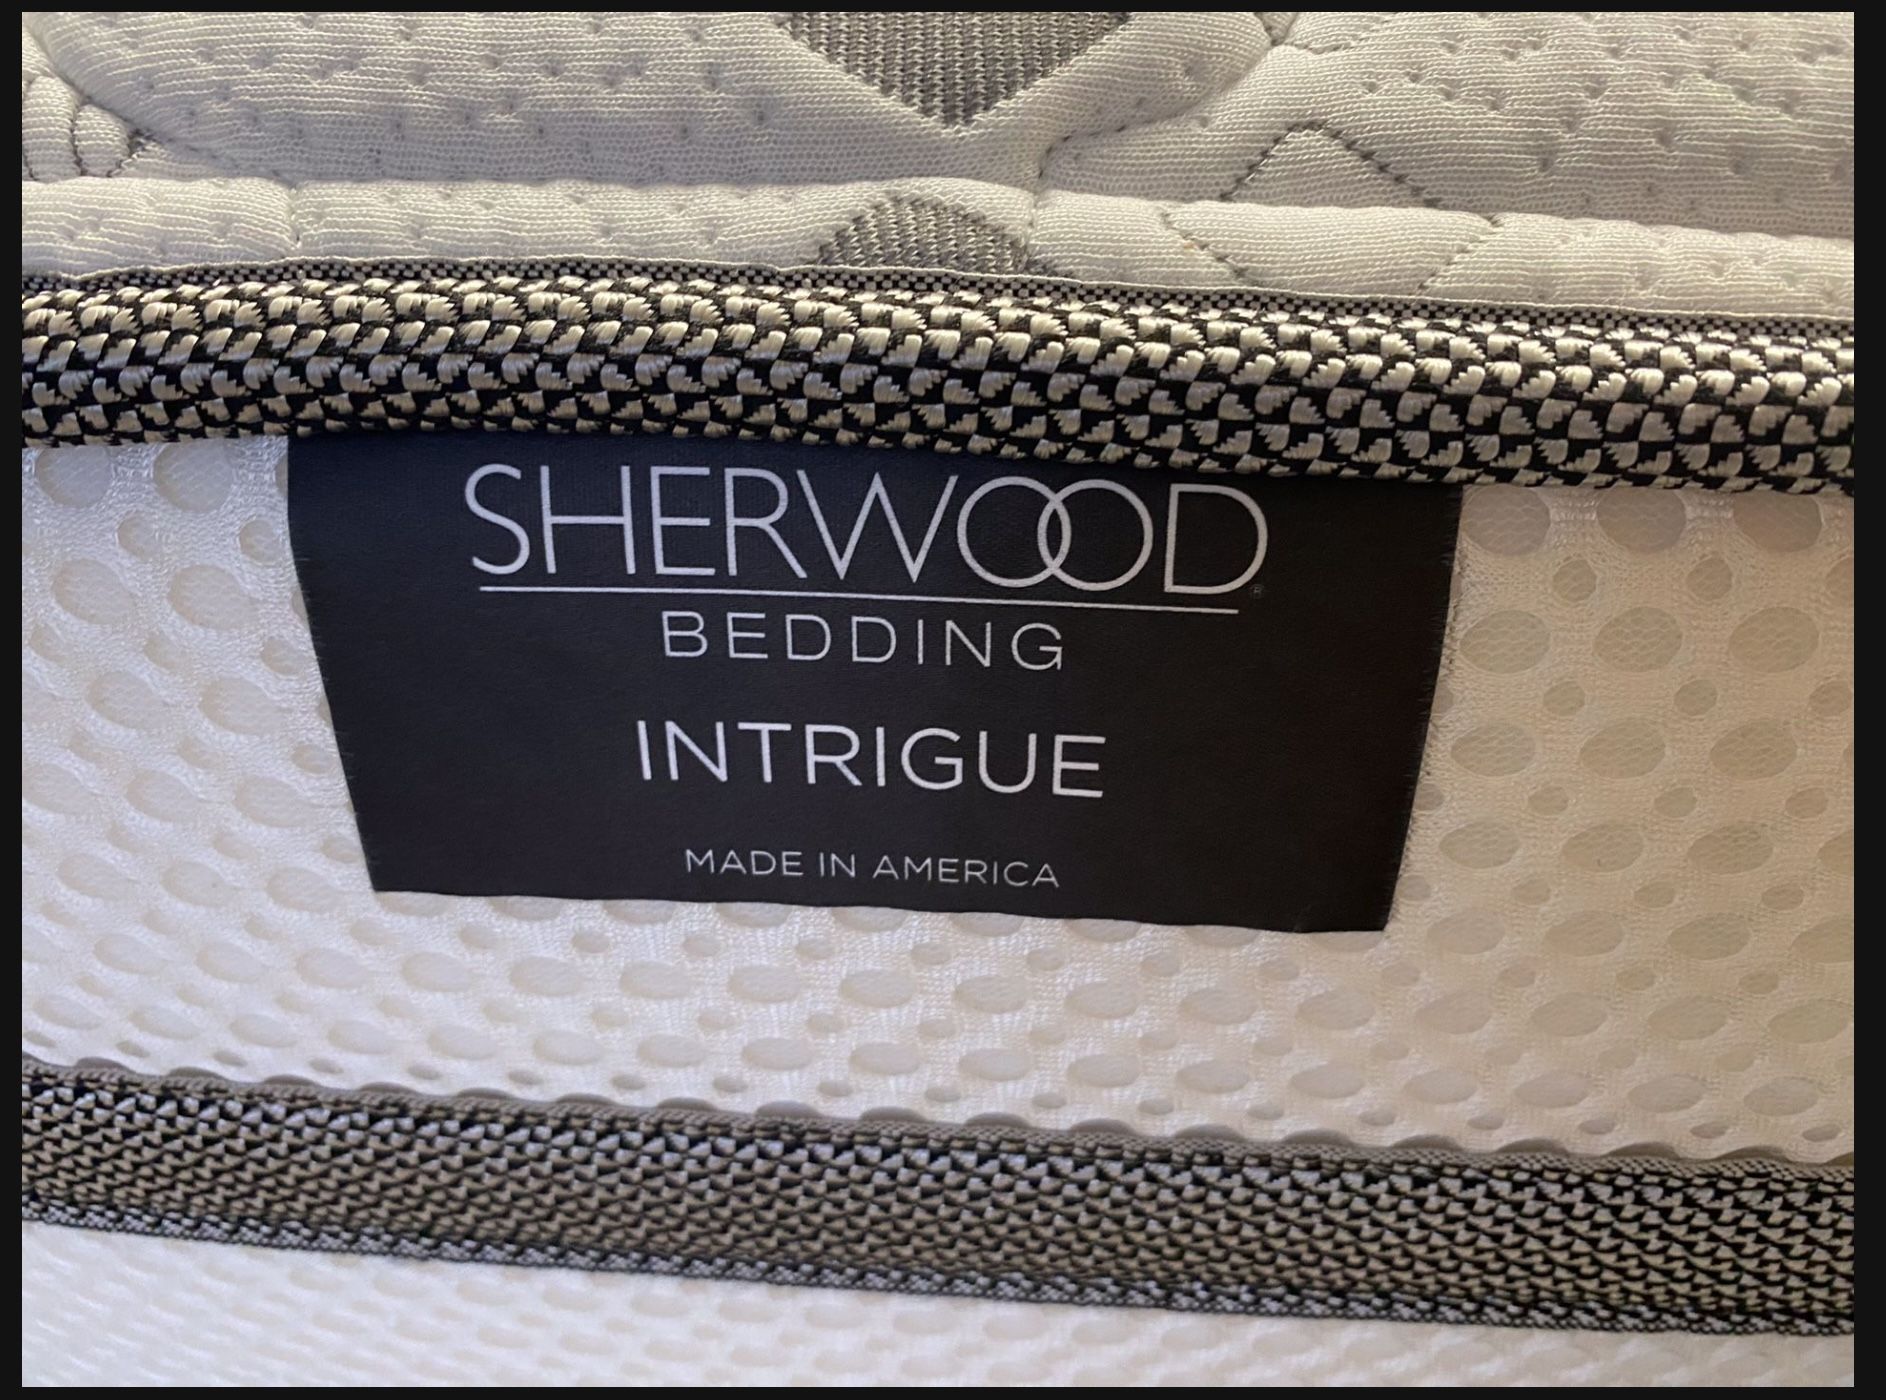 SHERWOOD®
BEDDING
INTRIGUE
MADE IN AMERICA